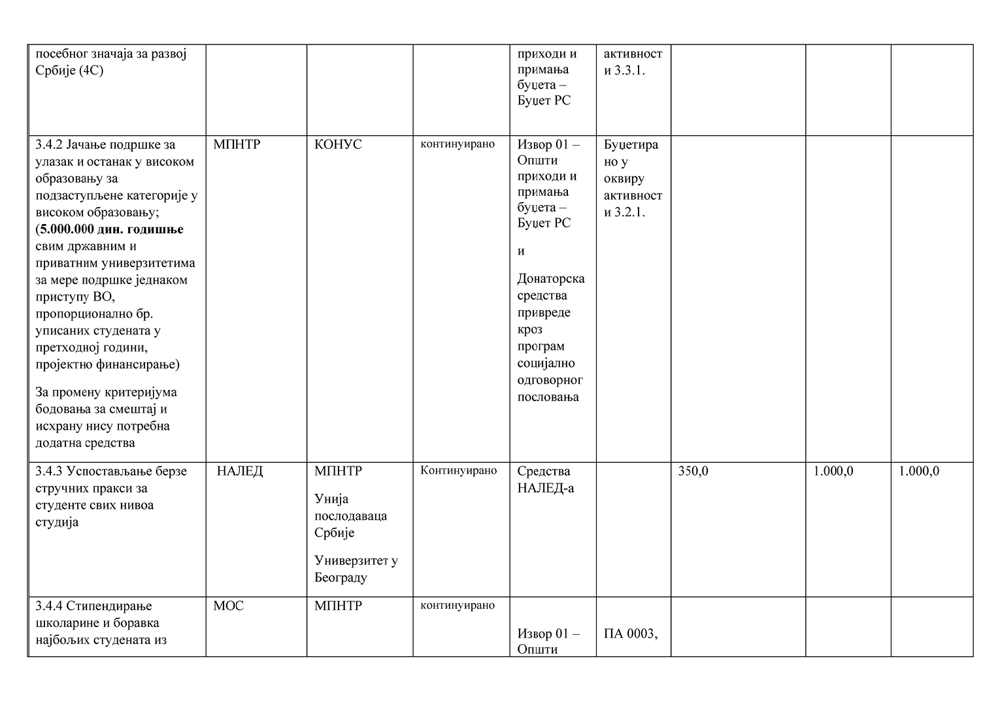 посебног значаја за развој
Србије (4С)
приходи и
примања
буџета –
Буџет РС
активност
и 3.3.1.
3.4.2 Јачање подршке за
улазак и останак у високом
образовању за
подзаступљене категорије у
високом образовању;
(5.000.000 дин. годишње
свим државним и
приватним универзитетима
за мере подршке једнаком
приступу ВО,
пропорционално бр.
уписаних студената у
претходној години,
пројектно финансирање)
За промену критеријума
бодовања за смештај и
исхрану нису потребна
додатна средства
МПНТР
КОНУС
континуирано
Извор 01 –
Општи
приходи и
примања
буџета –
Буџет РС
и
Донаторска
средства
привреде
кроз
програм
социјално
одговорног
пословања
Буџетира
но у
оквиру
активност
и 3.2.1.
3.4.3 Успостављање берзе
стручних пракси за
студенте свих нивоа
студија
НАЛЕД
МПНТР
Унија
послодаваца
Србије
Универзитет у
Београду
Континуирано
Средства
НАЛЕД-а
350,0
1.000,0
1.000,0
3.4.4 Стипендирање
школарине и боравка
најбољих студената из
МОС
МПНТР
континуирано
Извор 01 –
Општи
ПА 0003,